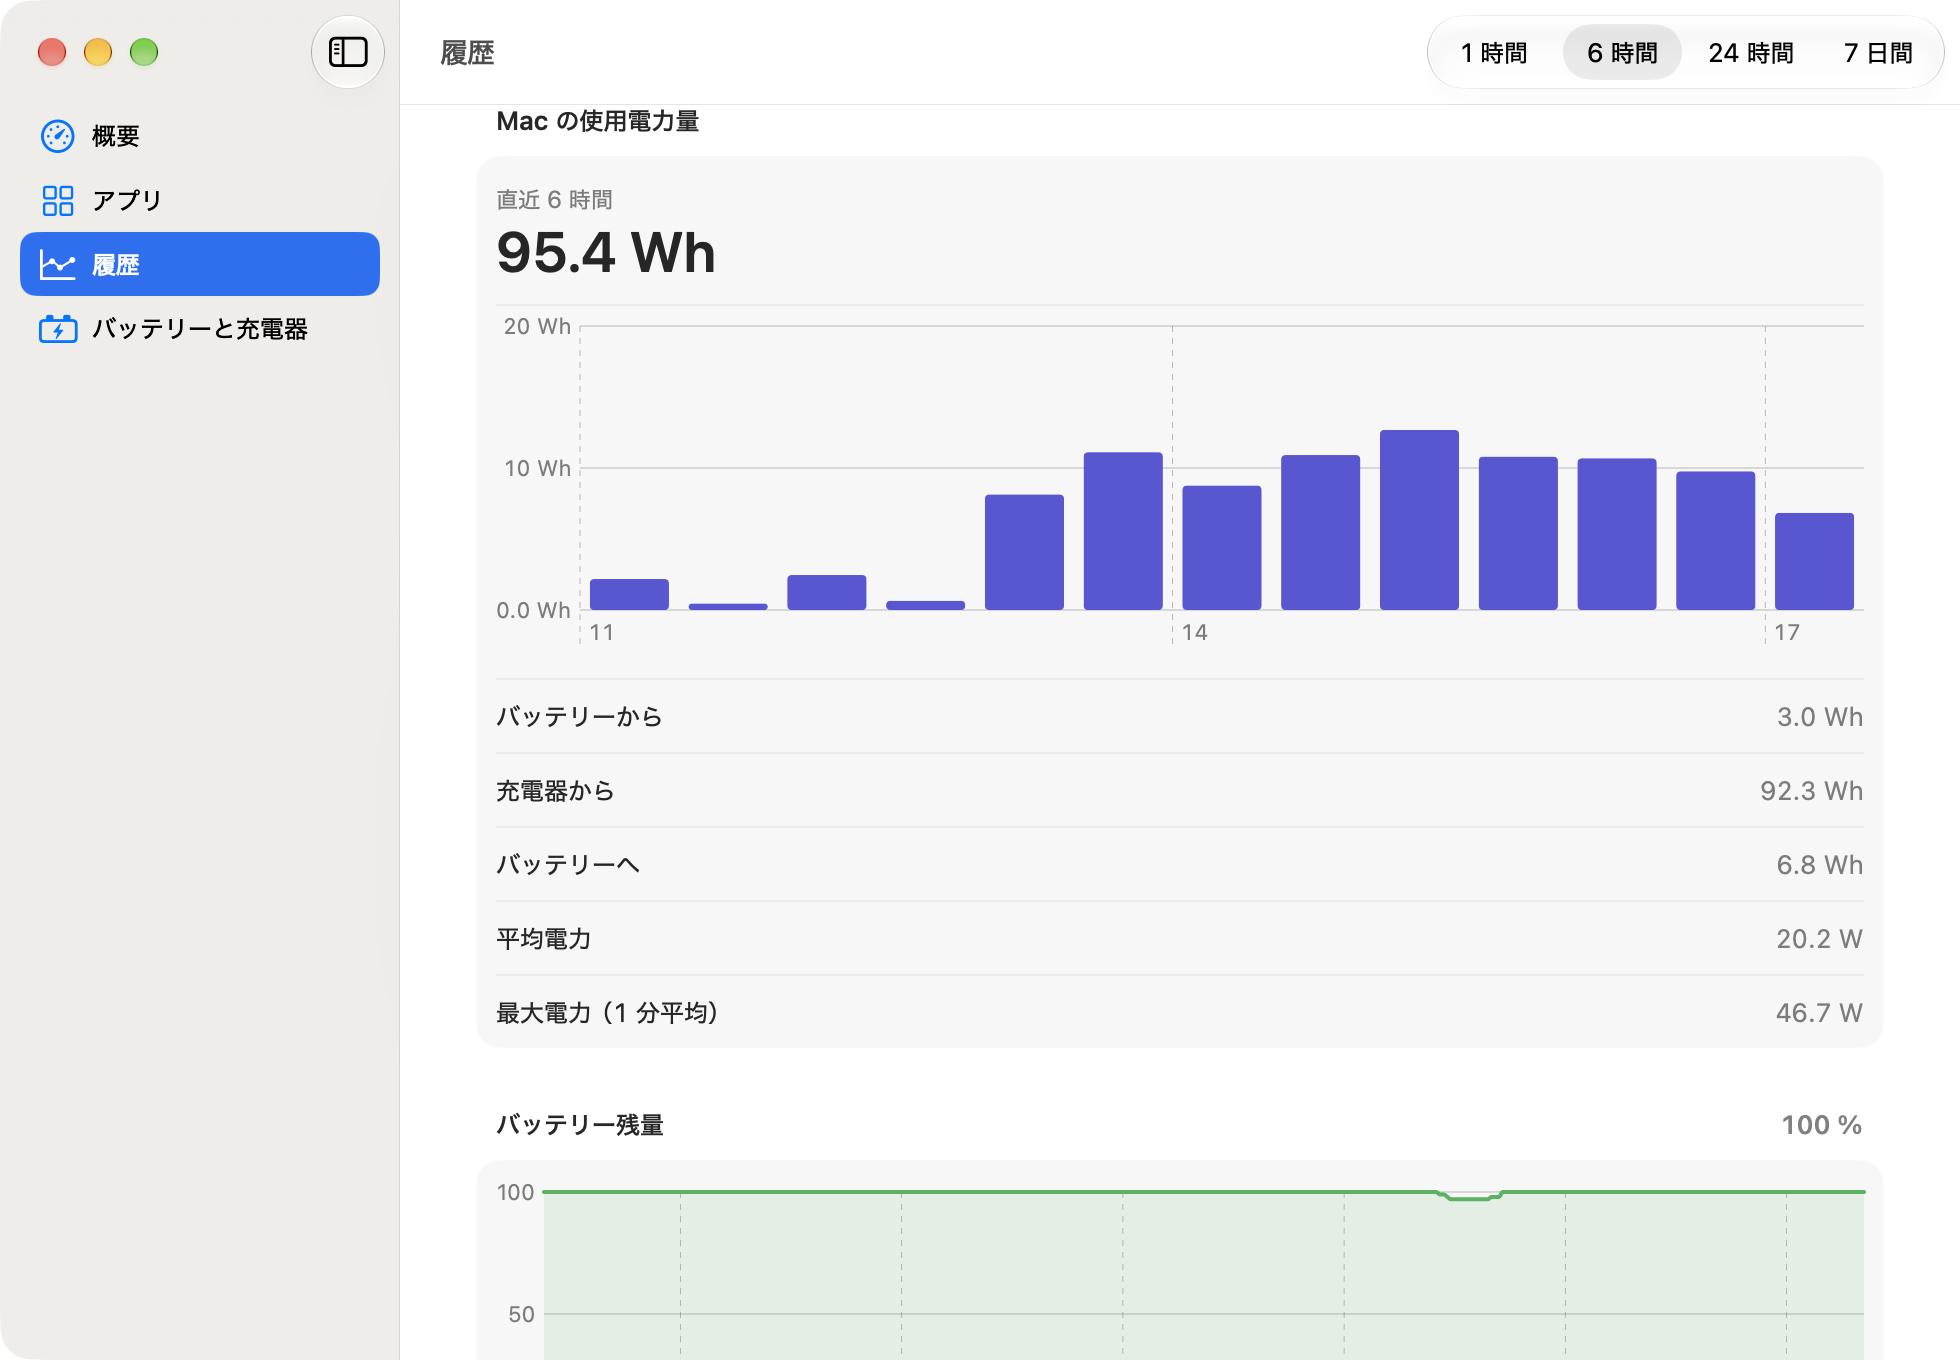 履歴
1 時間
6 時間
24 時間
7 日間
概要
アプリ
履歴
バッテリーと充電器
Mac の使用電力量
直近 6 時間
95.4 Wh
20 Wh
10 Wh
0.0 Wh
11
14
17
バッテリーから
3.0 Wh
充電器から
92.3 Wh
バッテリーへ
6.8 Wh
平均電力
20.2 W
最大電力（1 分平均）
46.7 W
バッテリー残量
100 %
100
50